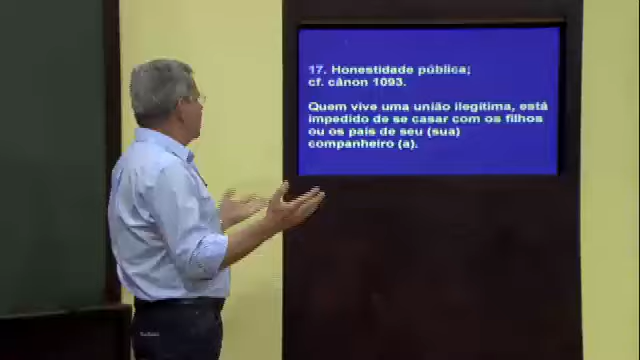 17. Honestidade pública;
cf. cânon 1093.
Quem vive uma união ilegítima, está
impedido de se casar com os filhos
ou os pais de seu (sua)
companheiro (a).